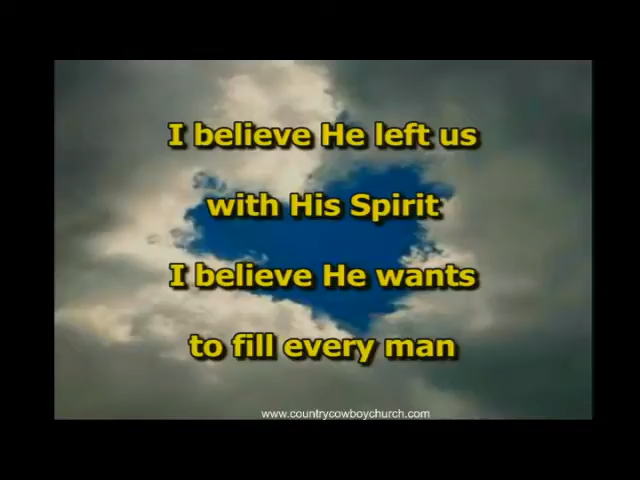 I believe He left us
with His Spirit
I believe He wants
to fill every man
www.countrycowboychurch.com